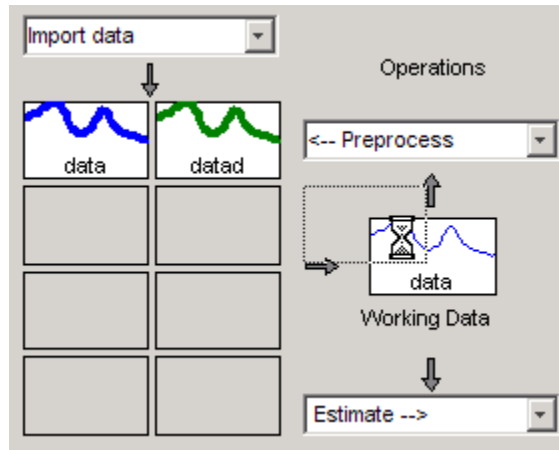 Import data
Operations
data
datad
<-- Preprocess
data
Working Data
Estimate -->